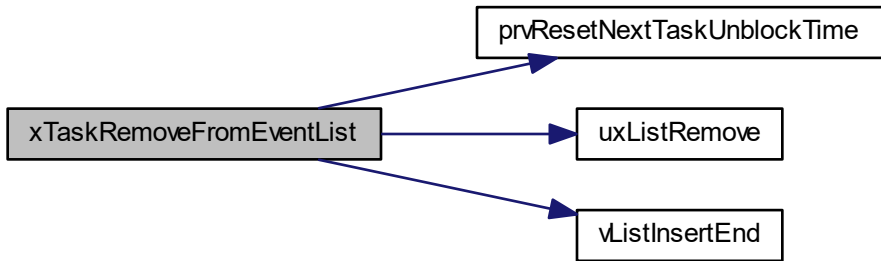 prvResetNextTaskUnblockTime
xTaskRemoveFromEventList
uxListRemove
vListInsertEnd